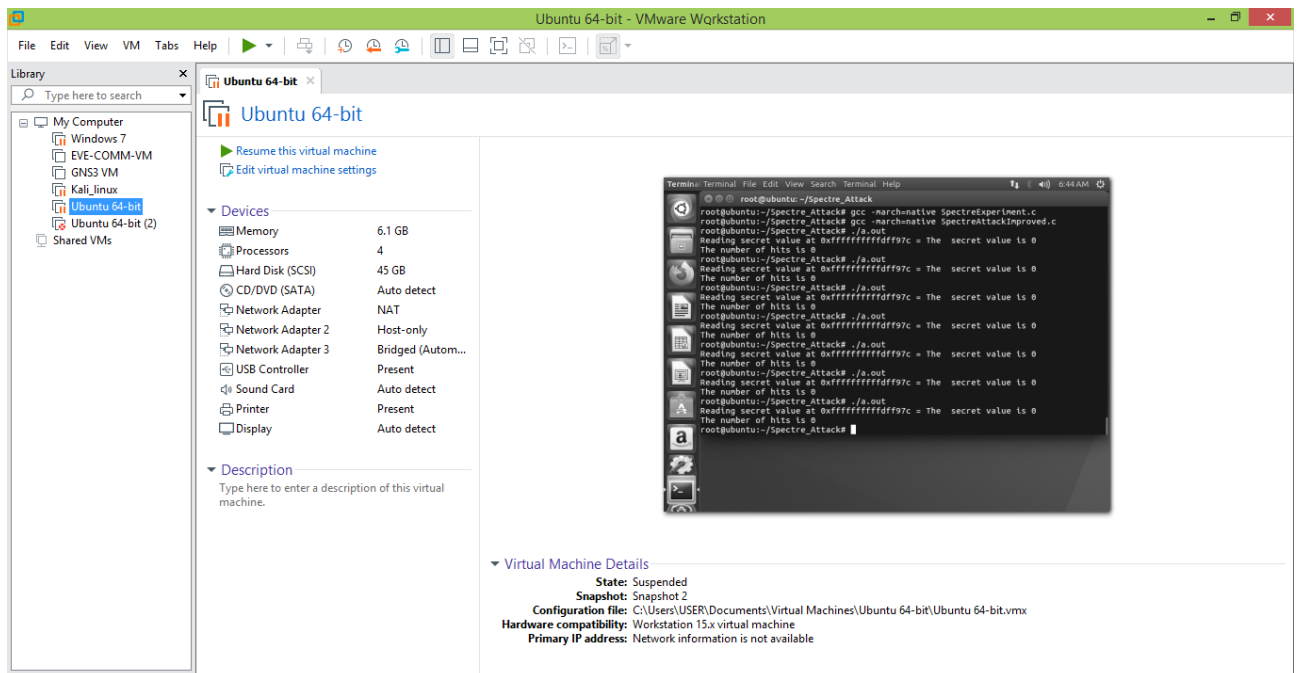 Ubuntu 64-bit - VMware Workstation
File Edit View VM Tabs Help
Library
Type here to search
My Computer
Windows 7
EVE-COMM-VM
GNS3 VM
Kali_linux
Ubuntu 64-bit
Ubuntu 64-bit (2)
Shared VMs
Ubuntu 64-bit
Ubuntu 64-bit
Resume this virtual machine
Edit virtual machine settings
Devices
Memory 6.1 GB
Processors 4
Hard Disk (SCSI) 45 GB
CD/DVD (SATA) Auto detect
Network Adapter NAT
Network Adapter 2 Host-only
Network Adapter 3 Bridged (Autom...
USB Controller Present
Sound Card Auto detect
Printer Present
Display Auto detect
Description
Type here to enter a description of this virtual
machine.
Termina Terminal File Edit View Search Terminal Help 6:44 AM
root@ubuntu: ~/Spectre_Attack
root@ubuntu:~/Spectre_Attack# gcc -march=native SpectreExperiment.c
root@ubuntu:~/Spectre_Attack# gcc -march=native SpectreAttackImproved.c
root@ubuntu:~/Spectre_Attack# ./a.out
Reading secret value at 0xffffffffffdff97c = The secret value is 0
The number of hits is 0
root@ubuntu:~/Spectre_Attack# ./a.out
Reading secret value at 0xffffffffffdff97c = The secret value is 0
The number of hits is 0
root@ubuntu:~/Spectre_Attack# ./a.out
Reading secret value at 0xffffffffffdff97c = The secret value is 0
The number of hits is 0
root@ubuntu:~/Spectre_Attack# ./a.out
Reading secret value at 0xffffffffffdff97c = The secret value is 0
The number of hits is 0
root@ubuntu:~/Spectre_Attack# ./a.out
Reading secret value at 0xffffffffffdff97c = The secret value is 0
The number of hits is 0
root@ubuntu:~/Spectre_Attack# ./a.out
Reading secret value at 0xffffffffffdff97c = The secret value is 0
The number of hits is 0
root@ubuntu:~/Spectre_Attack# ./a.out
Reading secret value at 0xffffffffffdff97c = The secret value is 0
The number of hits is 0
root@ubuntu:~/Spectre_Attack#
Virtual Machine Details
State: Suspended
Snapshot: Snapshot 2
Configuration file: C:\Users\USER\Documents\Virtual Machines\Ubuntu 64-bit\Ubuntu 64-bit.vmx
Hardware compatibility: Workstation 15.x virtual machine
Primary IP address: Network information is not available